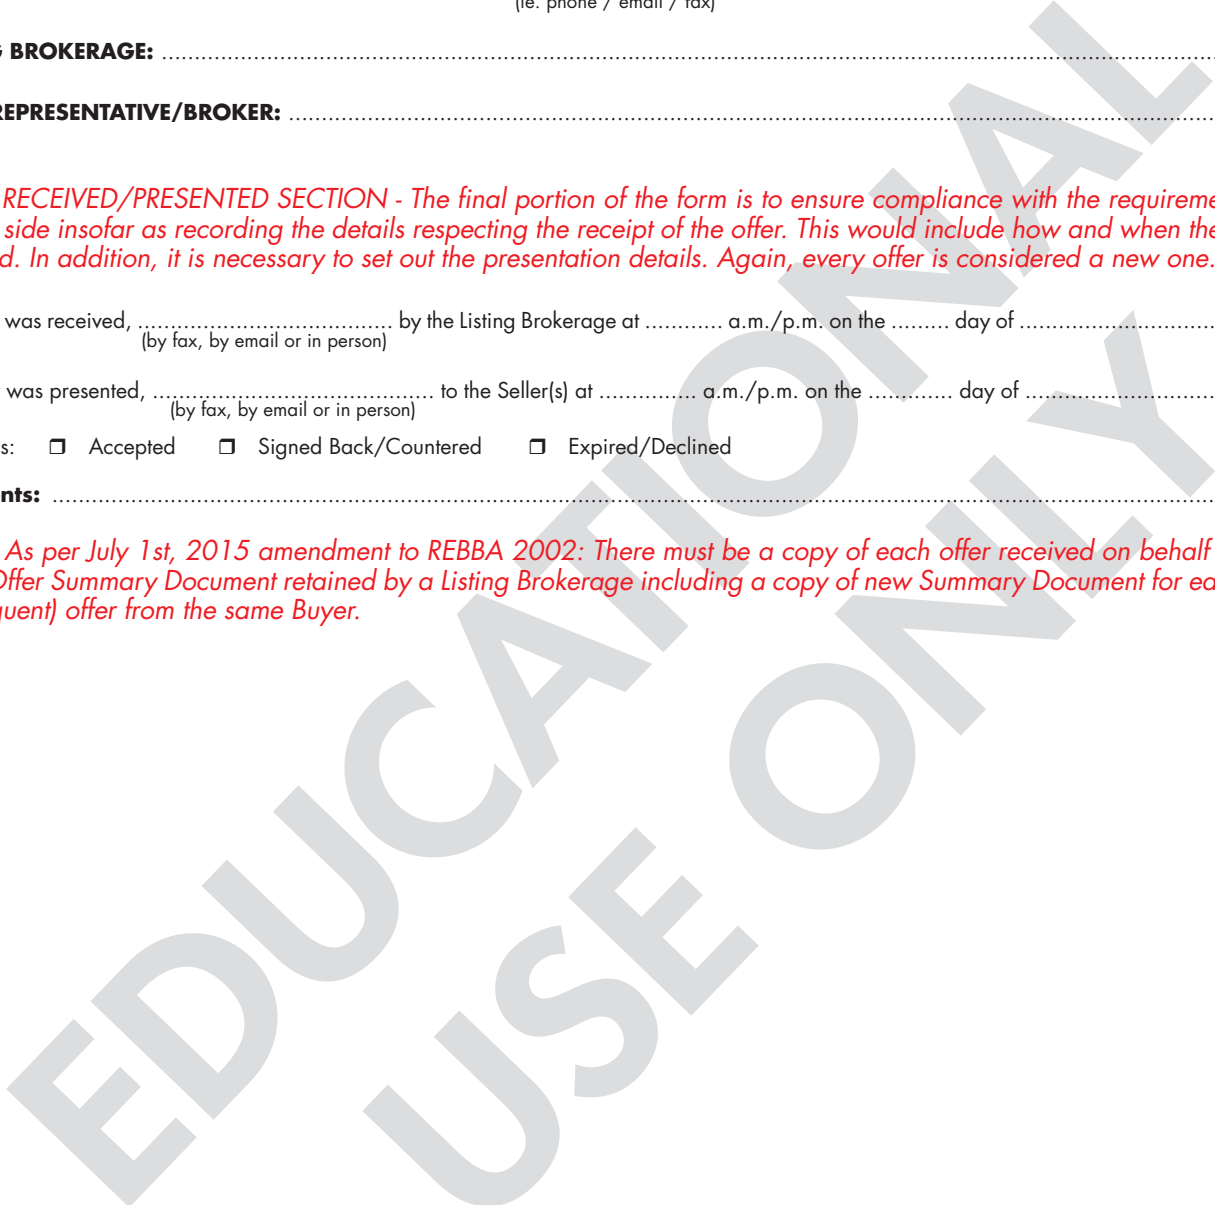 (ie. phone / email / fax)
G BROKERAGE: ........................................................................................................................
REPRESENTATIVE/BROKER: ........................................................................................................................
RECEIVED/PRESENTED SECTION - The final portion of the form is to ensure compliance with the requireme
side insofar as recording the details respecting the receipt of the offer. This would include how and when the
d. In addition, it is necessary to set out the presentation details. Again, every offer is considered a new one.
was received, ....................................... by the Listing Brokerage at ............ a.m./p.m. on the ......... day of ..............................
(by fax, by email or in person)
was presented, ........................................... to the Seller(s) at ............... a.m./p.m. on the ............. day of .............................
(by fax, by email or in person)
s: ❒ Accepted ❒ Signed Back/Countered ❒ Expired/Declined
nts: ........................................................................................................................
As per July 1st, 2015 amendment to REBBA 2002: There must be a copy of each offer received on behalf
Offer Summary Document retained by a Listing Brokerage including a copy of new Summary Document for ea
quent) offer from the same Buyer.
EDUCATIONAL
USE ONLY